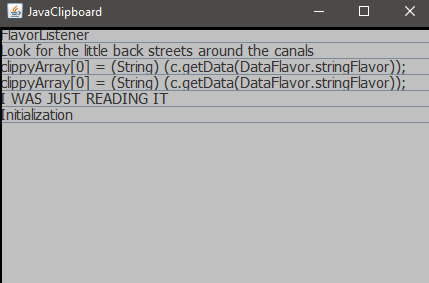 JavaClipboard
FlavorListener
Look for the little back streets around the canals
clippyArray[0] = (String) (c.getData(DataFlavor.stringFlavor));
clippyArray[0] = (String) (c.getData(DataFlavor.stringFlavor));
I WAS JUST READING IT
Initialization